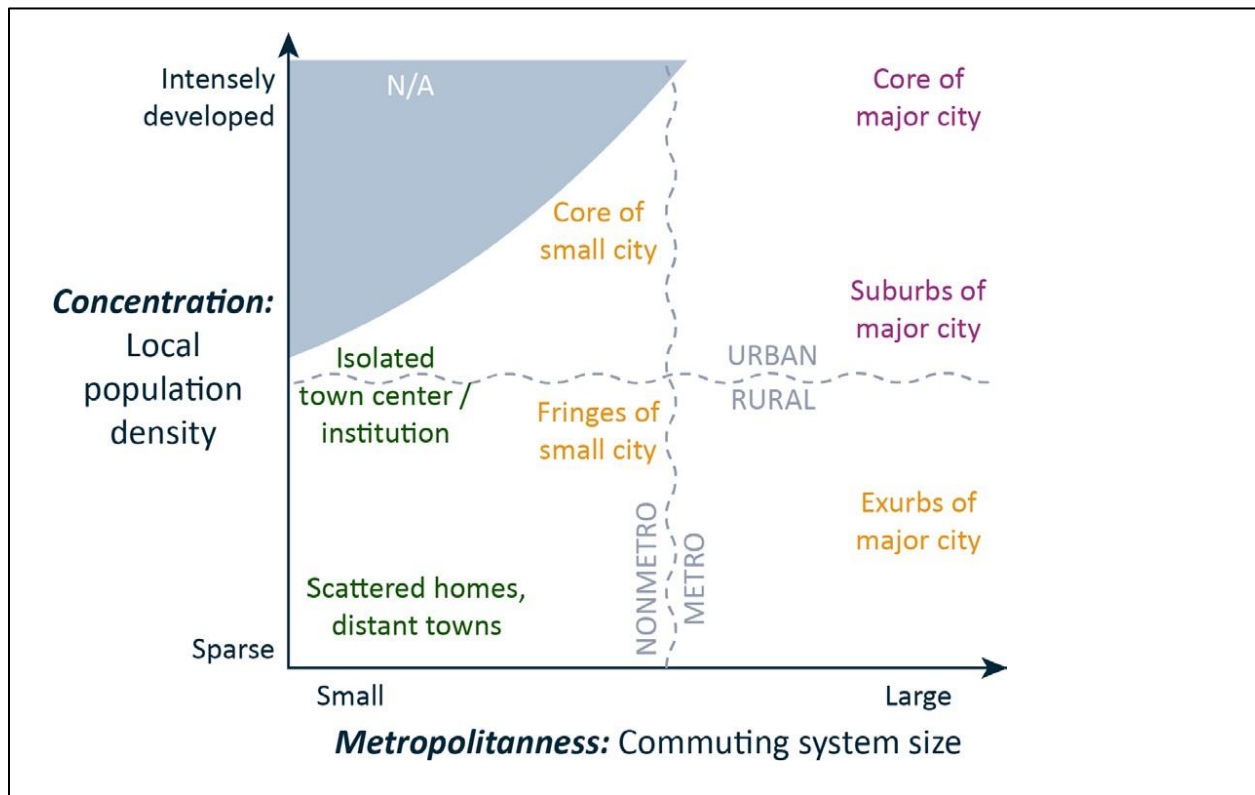 Intensely
developed
N/A
Core of
major city
Core of
small city
Concentration:
Local
population
density
Suburbs of
major city
URBAN
RURAL
Isolated
town center /
institution
Fringes of
small city
Exurbs of
major city
NONMETRO
METRO
Scattered homes,
distant towns
Sparse
Small
Large
Metropolitanness: Commuting system size